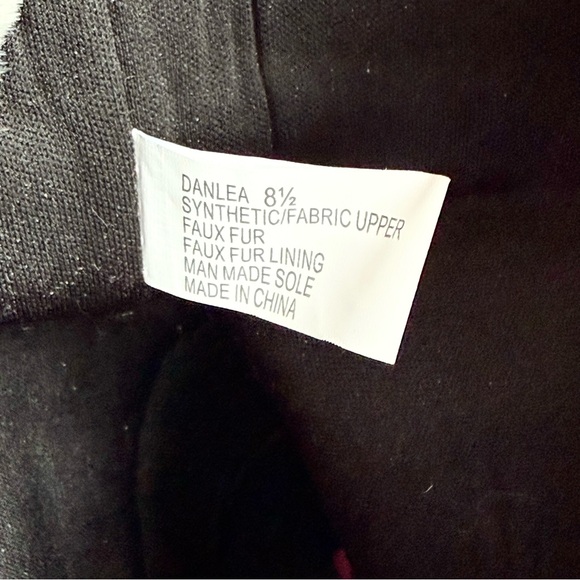 DANLEA 8½
SYNTHETIC/FABRIC UPPER
FAUX FUR
FAUX FUR LINING
MAN MADE SOLE
MADE IN CHINA